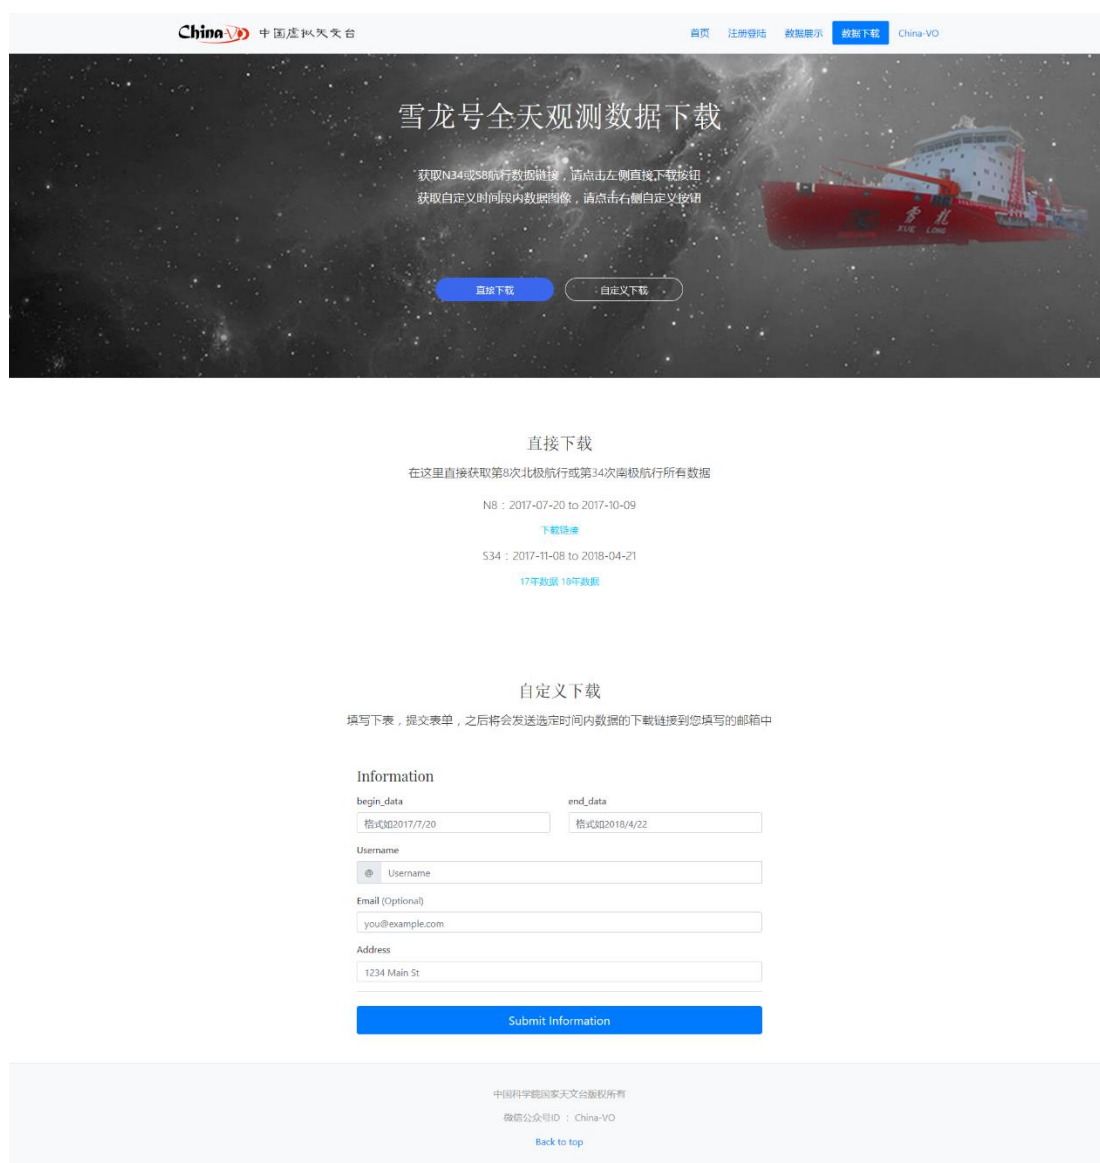 China-VO 中国虚拟天文台
首页 注册登陆 数据展示 数据下载 China-VO
雪龙号全天观测数据下载
获取N34或S8航行数据链接，请点击左侧直接下载按钮
获取自定义时间段内数据图像，请点击右侧自定义按钮
雪龙
XUE LONG
直接下载 自定义下载
直接下载
在这里直接获取第8次北极航行或第34次南极航行所有数据
N8：2017-07-20 to 2017-10-09
下载链接
S34：2017-11-08 to 2018-04-21
17年数据 18年数据
自定义下载
填写下表，提交表单，之后将会发送选定时间内数据的下载链接到您填写的邮箱中
Information
begin_data end_data
格式如2017/7/20 格式如2018/4/22
Username
@ Username
Email (Optional)
you@example.com
Address
1234 Main St
Submit Information
中国科学院国家天文台版权所有
微信公众号ID ： China-VO
Back to top